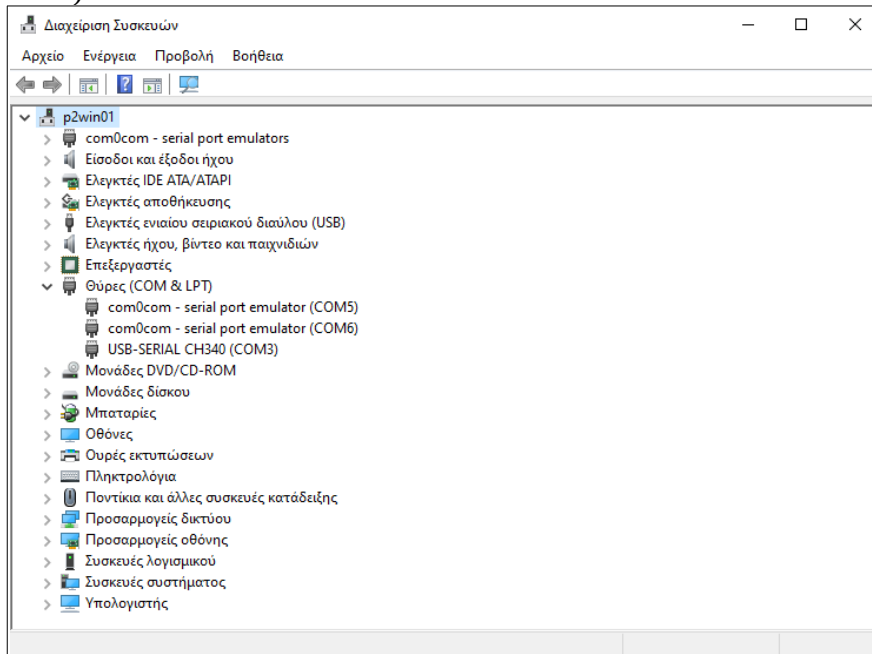 Διαχείριση Συσκευών
Αρχείο Ενέργεια Προβολή Βοήθεια
p2win01
com0com - serial port emulators
Είσοδοι και έξοδοι ήχου
Ελεγκτές IDE ATA/ATAPI
Ελεγκτές αποθήκευσης
Ελεγκτές ενιαίου σειριακού διαύλου (USB)
Ελεγκτές ήχου, βίντεο και παιχνιδιών
Επεξεργαστές
Θύρες (COM & LPT)
com0com - serial port emulator (COM5)
com0com - serial port emulator (COM6)
USB-SERIAL CH340 (COM3)
Μονάδες DVD/CD-ROM
Μονάδες δίσκου
Μπαταρίες
Οθόνες
Ουρές εκτυπώσεων
Πληκτρολόγια
Ποντίκια και άλλες συσκευές κατάδειξης
Προσαρμογείς δικτύου
Προσαρμογείς οθόνης
Συσκευές λογισμικού
Συσκευές συστήματος
Υπολογιστής